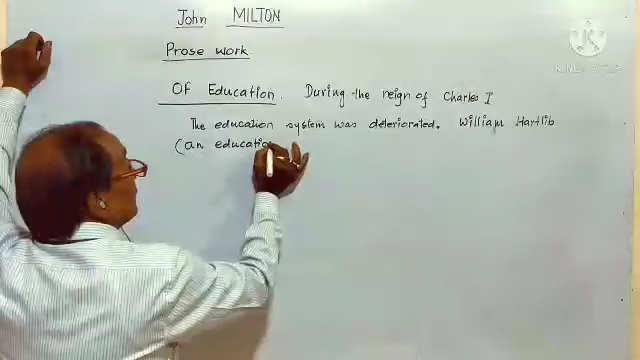 John MILTON
Prose work
OF Education. During the reign of Charles I
The education system was deteriorated. William Hartlib
(an educatio